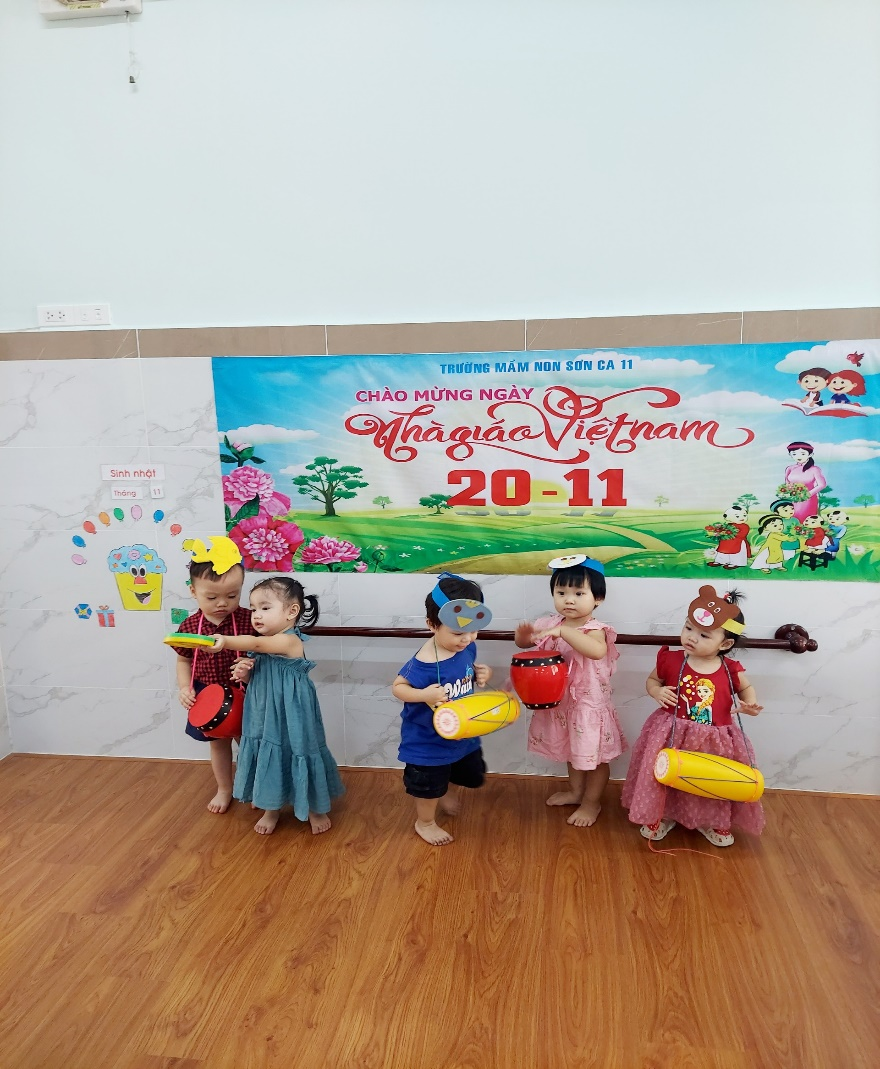 TRƯỜNG MẦM NON SƠN CA 11
CHÀO MỪNG NGÀY
Nhà giáo Việt nam
20-11
Sinh nhật
Tháng 11